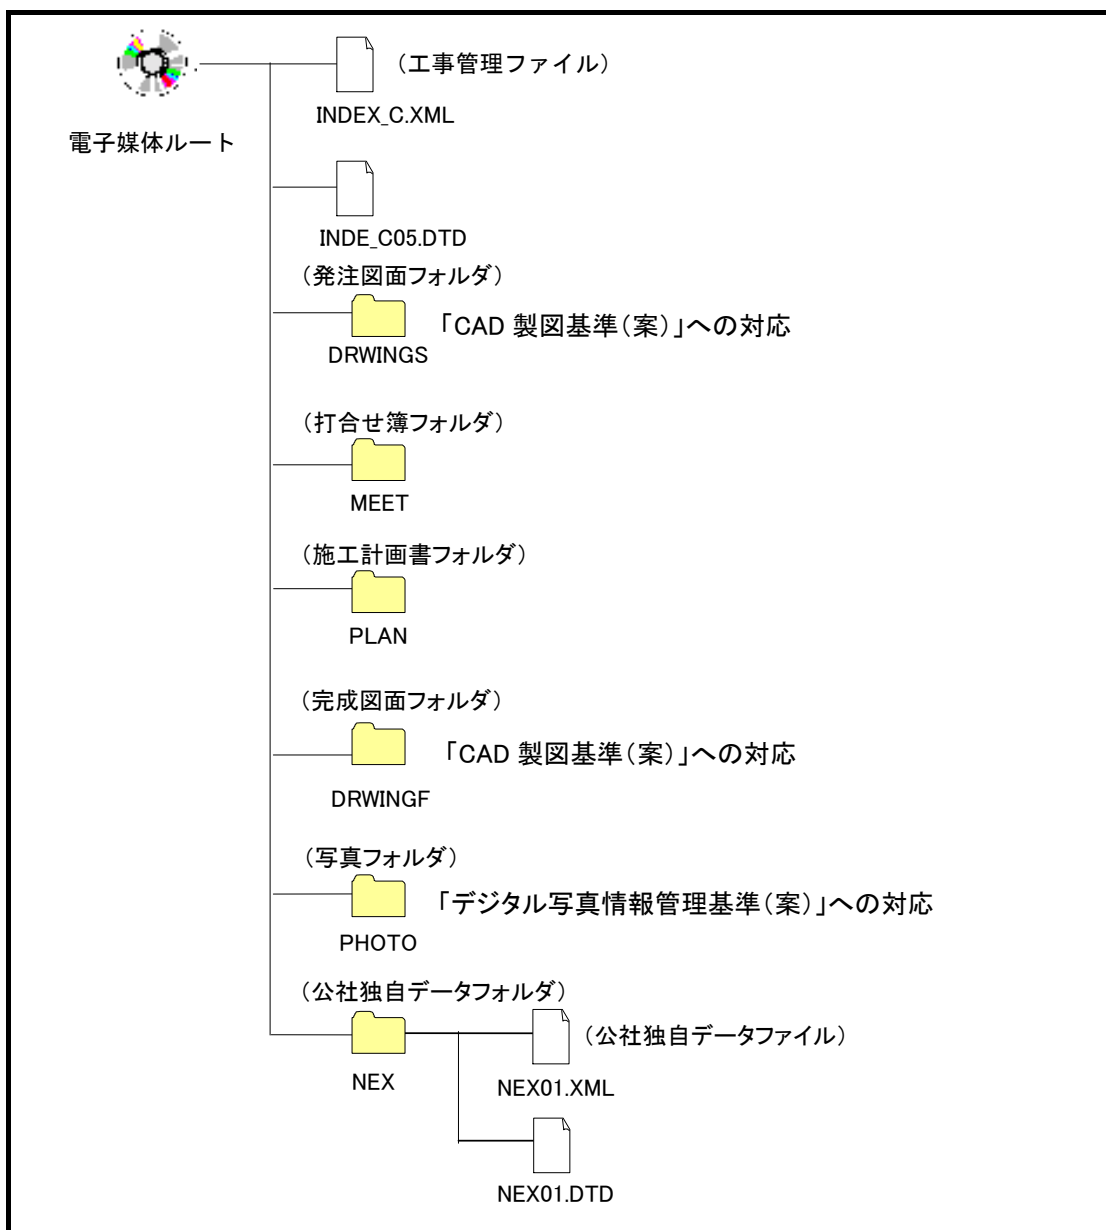 （工事管理ファイル）
INDEX_C.XML
電子媒体ルート
INDE_C05.DTD
（発注図面フォルダ）
「CAD 製図基準（案）」への対応
DRWINGS
（打合せ簿フォルダ）
MEET
（施工計画書フォルダ）
PLAN
（完成図面フォルダ）
「CAD 製図基準（案）」への対応
DRWINGF
（写真フォルダ）
「デジタル写真情報管理基準（案）」への対応
PHOTO
（公社独自データフォルダ）
（公社独自データファイル）
NEX
NEX01.XML
NEX01.DTD